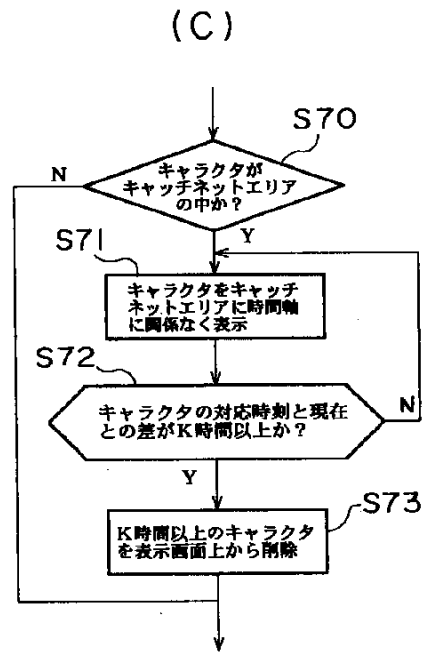 (C)
S70
キャラクタが
キャッチネットエリア
の中か?
N
Y
S71
キャラクタをキャッチ
ネットエリアに時間軸
に関係なく表示
S72
キャラクタの対応時刻と現在
との差がK時間以上か?
N
Y
S73
K時間以上のキャラクタ
を表示画面上から削除